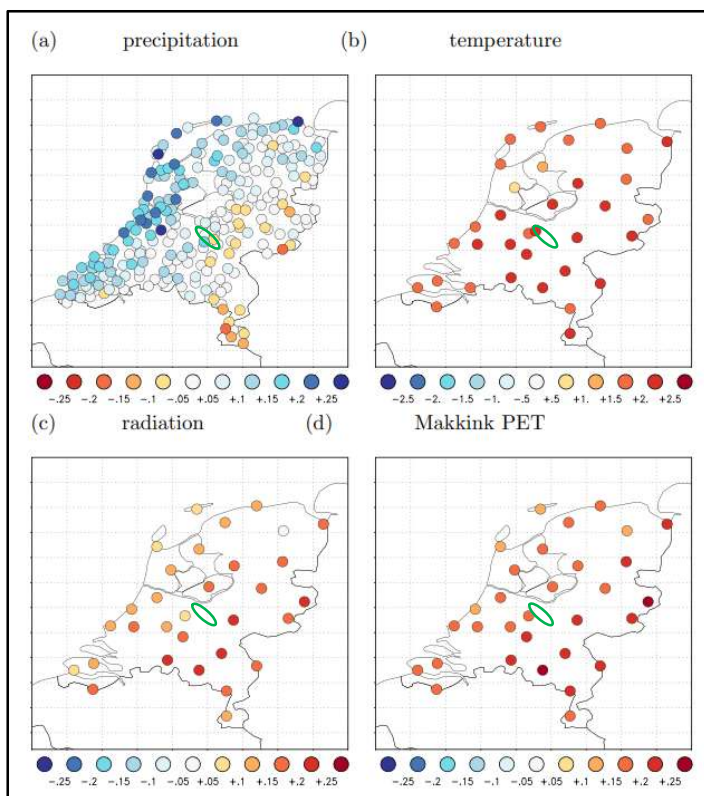 (a) precipitation
(b) temperature
-.25 -.2 -.15 -.1 -.05 +.05 +.1 +.15 +.2 +.25
-2.5 -2. -1.5 -1. -.5 +.5 +1. +1.5 +2. +2.5
(c) radiation
(d) Makkink PET
-.25 -.2 -.15 -.1 -.05 +.05 +.1 +.15 +.2 +.25
-.25 -.2 -.15 -.1 -.05 +.05 +.1 +.15 +.2 +.25